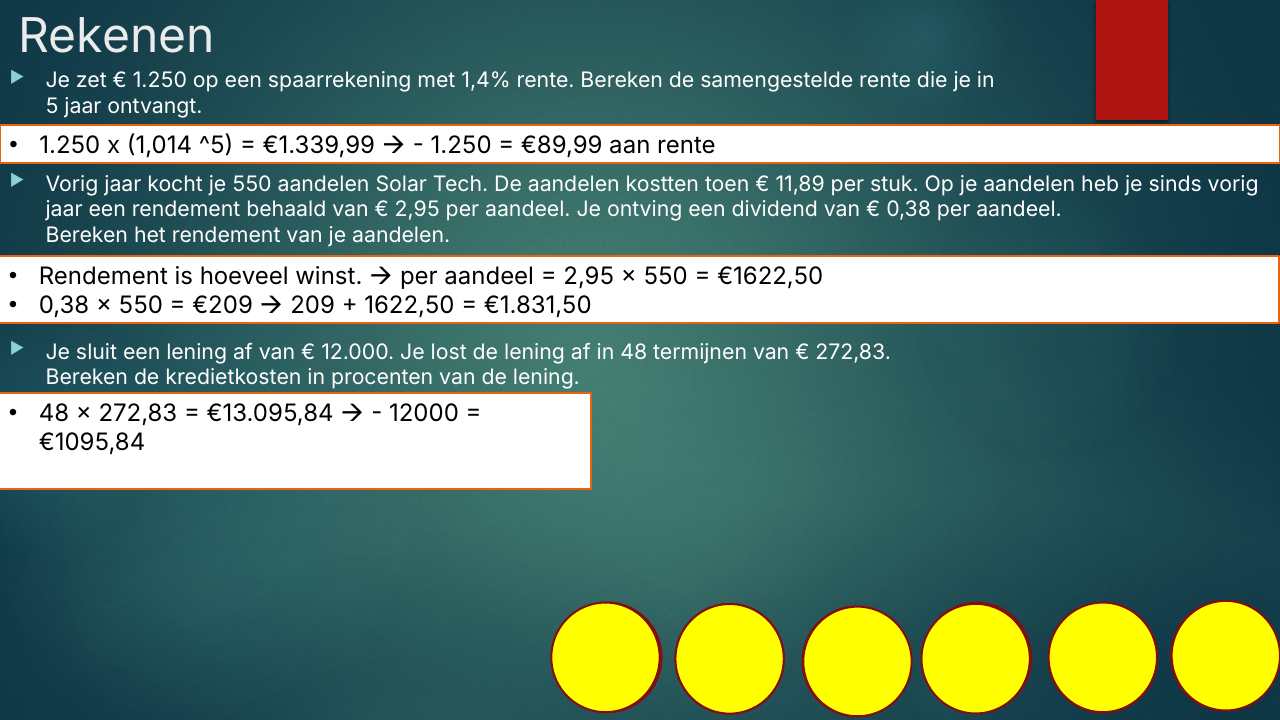 Rekenen
Je zet € 1.250 op een spaarrekening met 1,4% rente. Bereken de samengestelde rente die je in
5 jaar ontvangt.
• 1.250 x (1,014 ^5) = €1.339,99 → - 1.250 = €89,99 aan rente
Vorig jaar kocht je 550 aandelen Solar Tech. De aandelen kostten toen € 11,89 per stuk. Op je aandelen heb je sinds vorig
jaar een rendement behaald van € 2,95 per aandeel. Je ontving een dividend van € 0,38 per aandeel.
Bereken het rendement van je aandelen.
• Rendement is hoeveel winst. → per aandeel = 2,95 × 550 = €1622,50
• 0,38 × 550 = €209 → 209 + 1622,50 = €1.831,50
Je sluit een lening af van € 12.000. Je lost de lening af in 48 termijnen van € 272,83.
Bereken de kredietkosten in procenten van de lening.
• 48 × 272,83 = €13.095,84 → - 12000 =
€1095,84